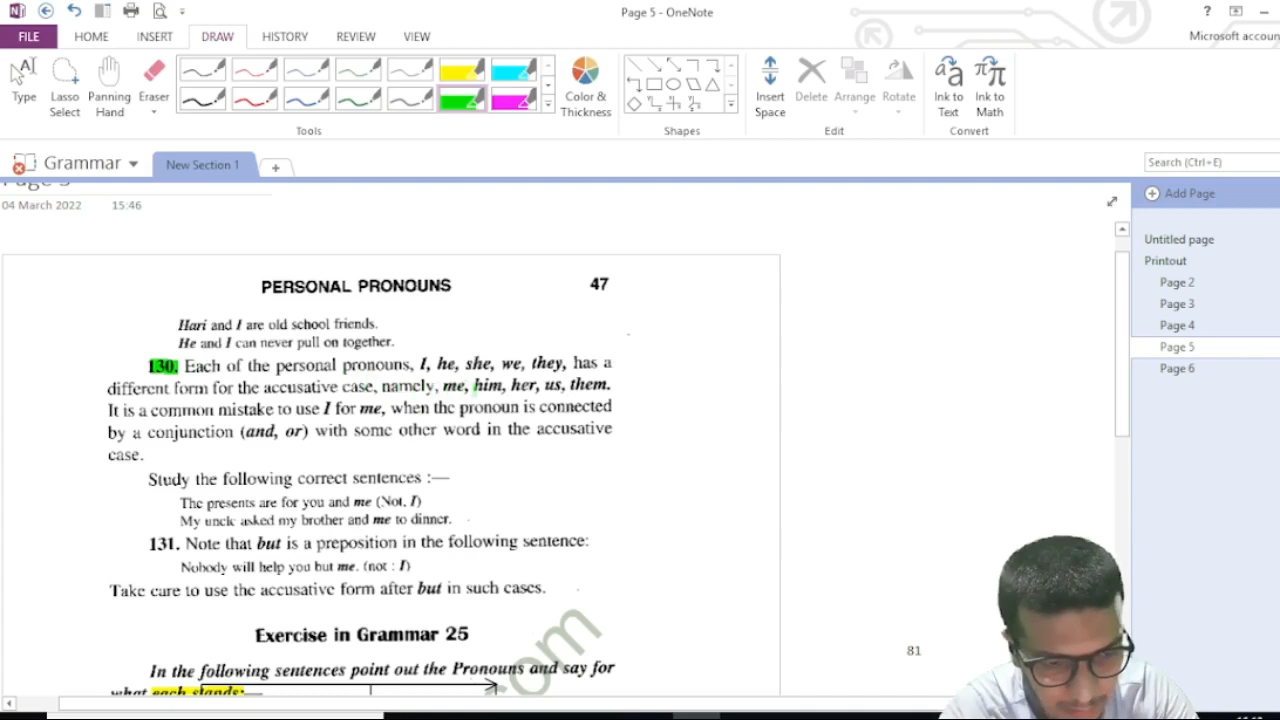 Page 5 - OneNote
?
FILE HOME INSERT DRAW HISTORY REVIEW VIEW
Microsoft accoun
Type Lasso Select Panning Hand Eraser
Color & Thickness
Insert Space Delete Arrange Rotate
Ink to Text Ink to Math
Tools Shapes Edit Convert
Grammar New Section 1 +
Search (Ctrl+E)
Page 5
04 March 2022 15:46
Add Page
Untitled page
Printout
Page 2
Page 3
Page 4
Page 5
Page 6
PERSONAL PRONOUNS 47
Hari and I are old school friends.
He and I can never pull on together.
130. Each of the personal pronouns, I, he, she, we, they, has a
different form for the accusative case, namely, me, him, her, us, them.
It is a common mistake to use I for me, when the pronoun is connected
by a conjunction (and, or) with some other word in the accusative
case.
Study the following correct sentences :—
The presents are for you and me (Not, I)
My uncle asked my brother and me to dinner.
131. Note that but is a preposition in the following sentence:
Nobody will help you but me. (not : I)
Take care to use the accusative form after but in such cases.
Exercise in Grammar 25
In the following sentences point out the Pronouns and say for
what each stands:—
com
81